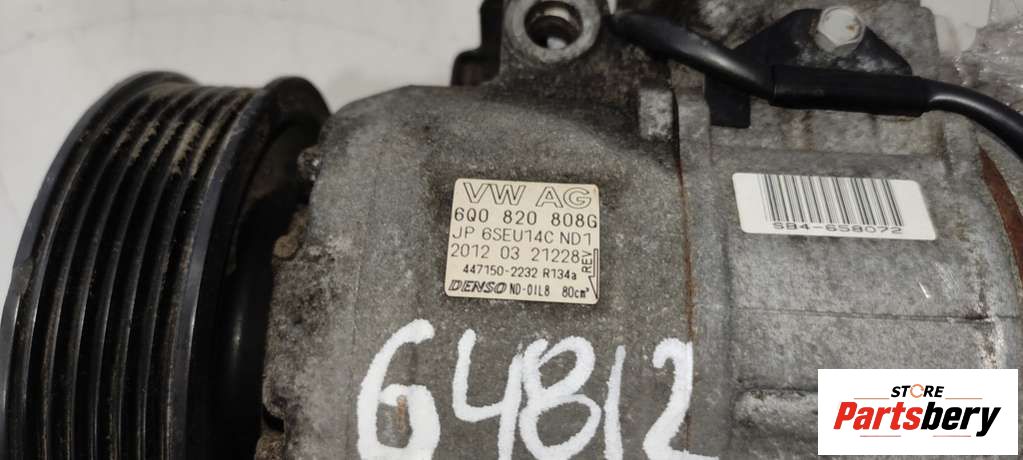 VW AG
6Q0 820 808G
JP 6SEU14C ND1
2012 03 21228
REV
447150-2232 R134a
DENSO ND-OIL8 80cm³
SB4-658072
64812
STORE
Partsbery